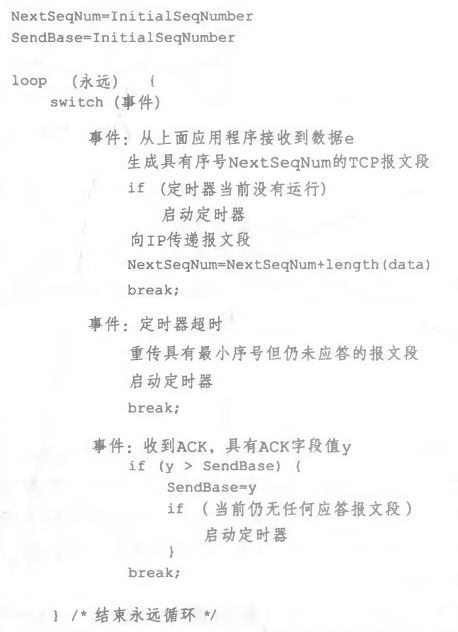 NextSeqNum=InitialSeqNumber
SendBase=InitialSeqNumber
loop (永远) {
switch (事件)
事件: 从上面应用程序接收到数据e
生成具有序号NextSeqNum的TCP报文段
if (定时器当前没有运行)
启动定时器
向IP传递报文段
NextSeqNum=NextSeqNum+length(data)
break;
事件: 定时器超时
重传具有最小序号但仍未应答的报文段
启动定时器
break;
事件: 收到ACK, 具有ACK字段值y
if (y > SendBase) {
SendBase=y
if (当前仍无任何应答报文段)
启动定时器
}
break;
} /* 结束永远循环 */